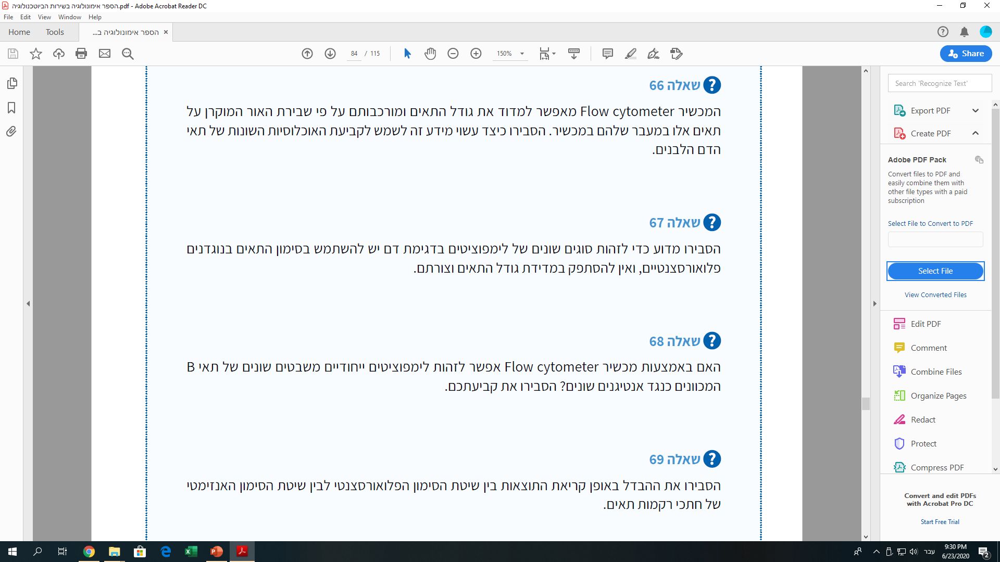 הספר אימונולוגיה בשירות הביוטכנולוגיה.pdf - Adobe Acrobat Reader DC
File Edit View Window Help
Home Tools הספר אימונולוגיה ב...
84 / 115 150% Share
שאלה 66
המכשיר Flow cytometer מאפשר למדוד את גודל התאים ומורכבותם על פי שבירת האור המוקרן על
תאים אלו במעבר שלהם במכשיר. הסבירו כיצד עשוי מידע זה לשמש לקביעת האוכלוסיות השונות של תאי
הדם הלבנים.
שאלה 67
הסבירו מדוע כדי לזהות סוגים שונים של לימפוציטים בדגימת דם יש להשתמש בסימון התאים בנוגדנים
פלואורסצנטיים, ואין להסתפק במדידת גודל התאים וצורתם.
שאלה 68
האם באמצעות מכשיר Flow cytometer אפשר לזהות לימפוציטים ייחודיים משבטים שונים של תאי B
המכוונים כנגד אנטיגנים שונים? הסבירו את קביעתכם.
שאלה 69
הסבירו את ההבדל באופן קריאת התוצאות בין שיטת הסימון הפלואורסצנטי לבין שיטת הסימון האנזימטי
של חתכי רקמות תאים.
Search 'Recognize Text'
Export PDF
Create PDF
Adobe PDF Pack
Convert files to PDF and
easily combine them with
other file types with a paid
subscription
Select File to Convert to PDF
Select File
View Converted Files
Edit PDF
Comment
Combine Files
Organize Pages
Redact
Protect
Compress PDF
Convert and edit PDFs
with Acrobat Pro DC
Start Free Trial
עבר
9:30 PM
6/23/2020
2